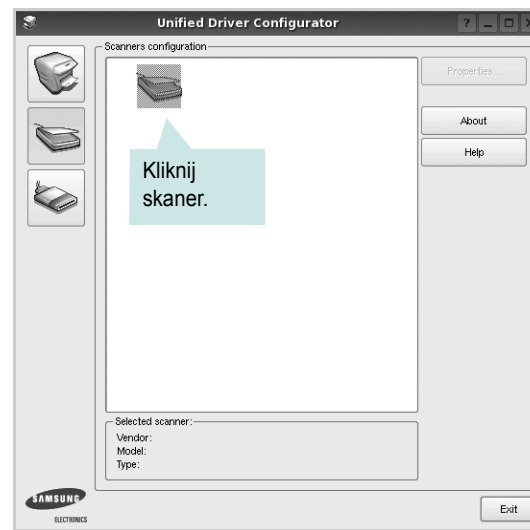 Unified Driver Configurator
Scanners configuration
Properties...
About
Help
Kliknij
skaner.
Selected scanner:
Vendor:
Model:
Type:
SAMSUNG
ELECTRONICS
Exit